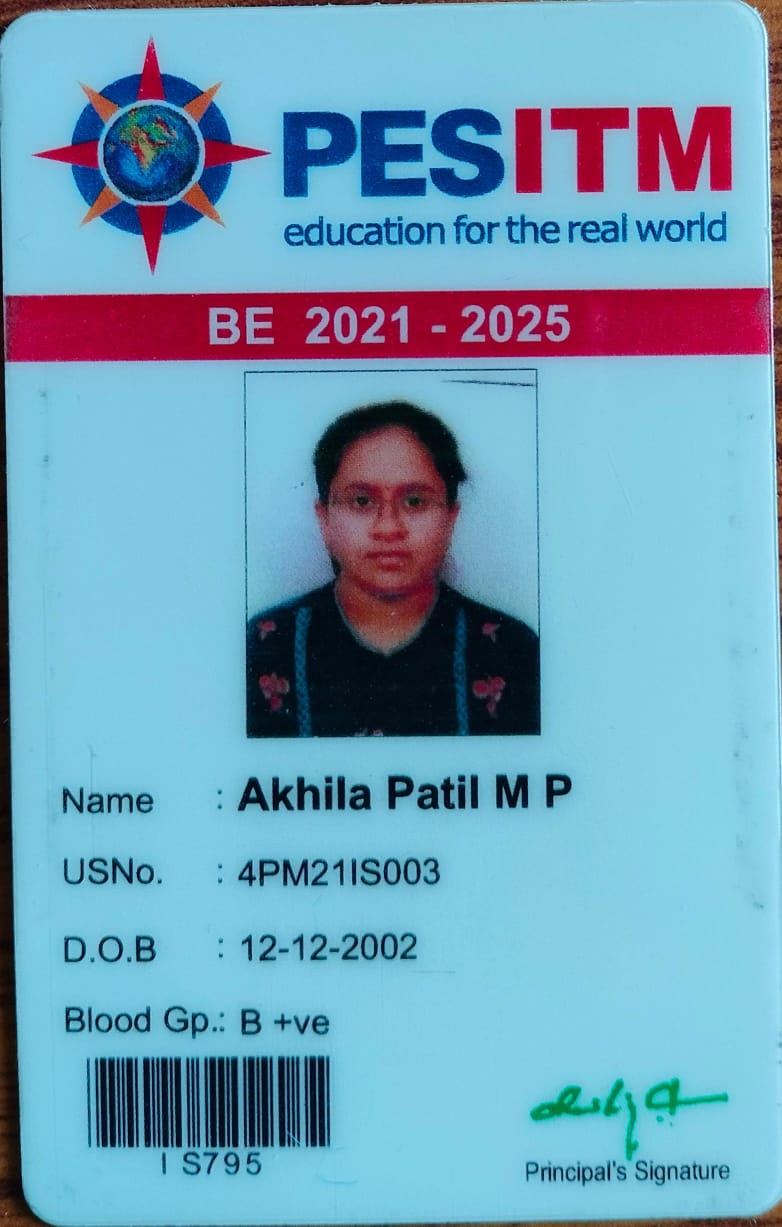 PESITM
education for the real world
BE 2021 - 2025
Name : Akhila Patil M P
USNo. : 4PM21IS003
D.O.B : 12-12-2002
Blood Gp.: B +ve
I S795
Principal's Signature